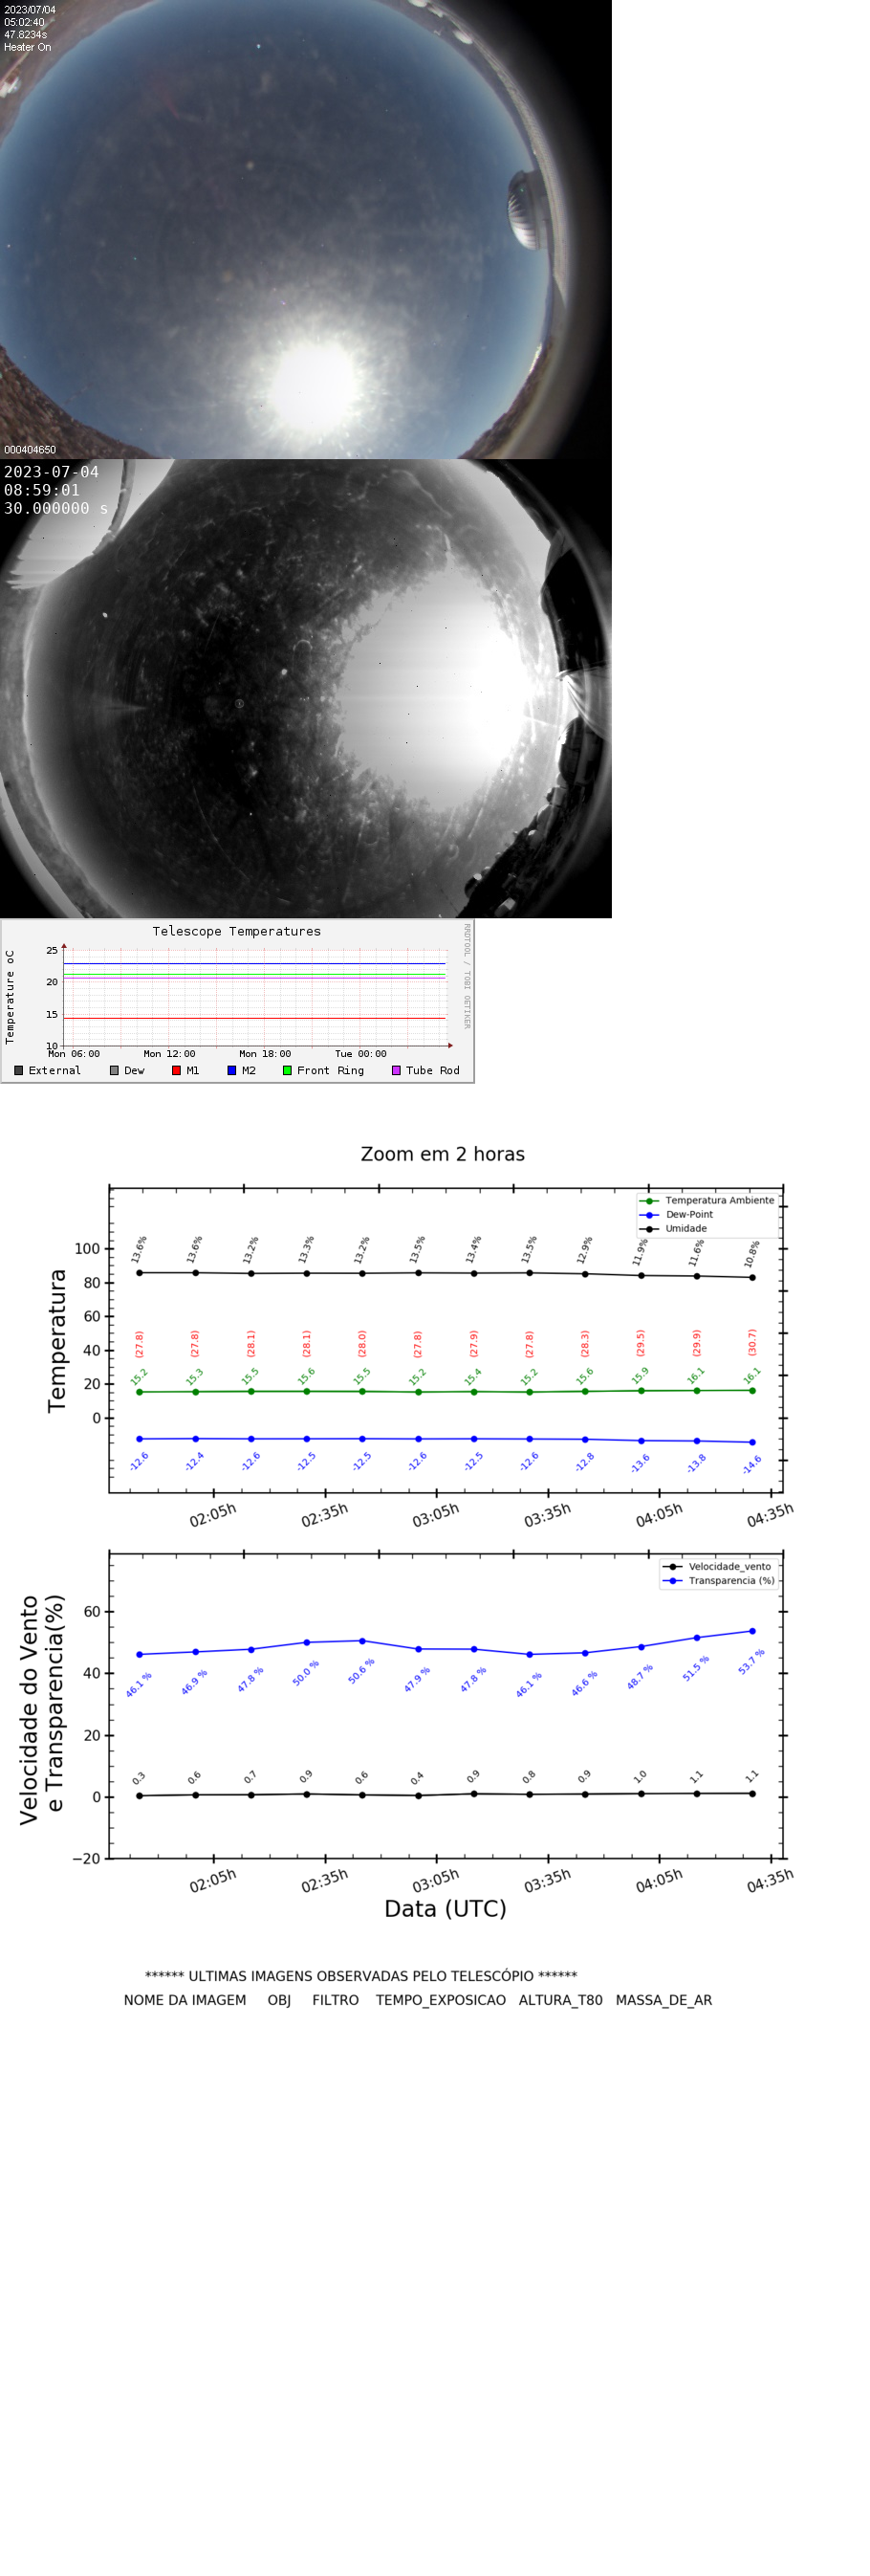 2023/07/04
05:02:40
47.8234s
Heater On
000404650
2023-07-04
08:59:01
30.000000 s
Telescope Temperatures
RRDTOOL / TOBI OETIKER
Temperature oC
25
20
15
10
Mon 06:00 Mon 12:00 Mon 18:00 Tue 00:00
External Dew M1 M2 Front Ring Tube Rod
Zoom em 2 horas
Temperatura Ambiente
Dew-Point
Umidade
Temperatura
100
80
60
40
20
0
13.6% 13.6% 13.2% 13.3% 13.2% 13.5% 13.4% 13.5% 12.9% 11.9% 11.6% 10.8%
(27.8) (27.8) (28.1) (28.1) (28.0) (27.8) (27.9) (27.8) (28.3) (29.5) (29.9) (30.7)
15.2 15.3 15.5 15.6 15.5 15.2 15.4 15.2 15.6 15.9 16.1 16.1
-12.6 -12.4 -12.6 -12.5 -12.5 -12.6 -12.5 -12.6 -12.8 -13.6 -13.8 -14.6
02:05h 02:35h 03:05h 03:35h 04:05h 04:35h
Velocidade_vento
Transparencia (%)
Velocidade do Vento
e Transparencia(%)
60
40
20
0
−20
46.1 % 46.9 % 47.8 % 50.0 % 50.6 % 47.9 % 47.8 % 46.1 % 46.6 % 48.7 % 51.5 % 53.7 %
0.3 0.6 0.7 0.9 0.6 0.4 0.9 0.8 0.9 1.0 1.1 1.1
02:05h 02:35h 03:05h 03:35h 04:05h 04:35h
Data (UTC)
****** ULTIMAS IMAGENS OBSERVADAS PELO TELESCÓPIO ******
NOME DA IMAGEM OBJ FILTRO TEMPO_EXPOSICAO ALTURA_T80 MASSA_DE_AR